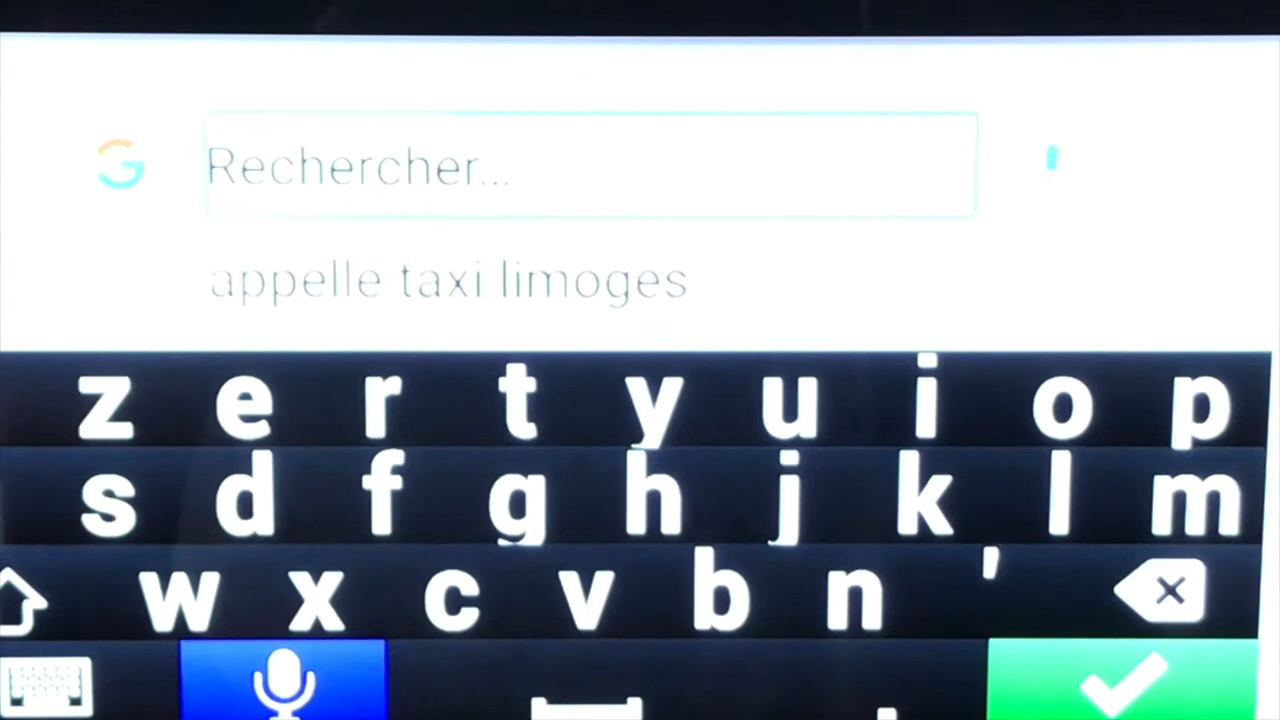 Rechercher...
appelle taxi limoges
z e r t y u i o p
s d f g h j k l m
w x c v b n '
.